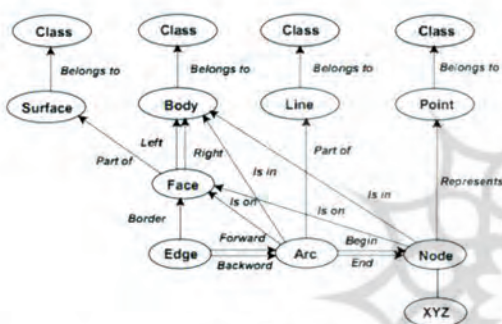 Class Class Class Class
Belongs to Belongs to Belongs to Belongs to
Surface Body Line Point
Left
Part of Right Part of
Is in
Is in Represents
Face
Is on Is on
Border
Forward Begin
Edge Arc Node
Backword End
XYZ